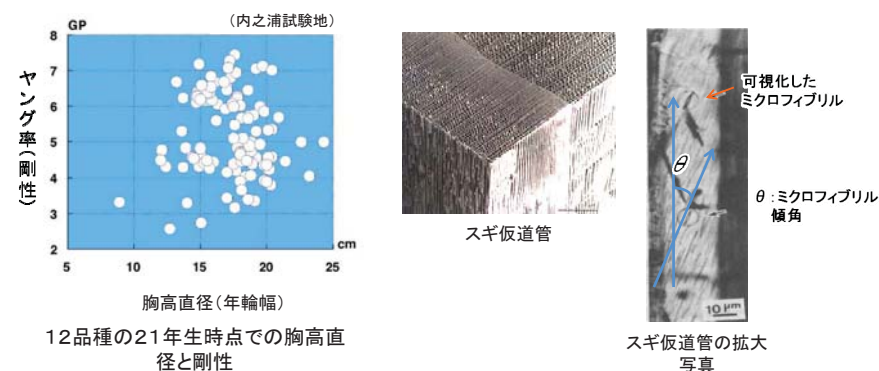 GP
(内之浦試験地)
8
7
6
5
4
3
2
ヤング率(剛性)
cm
5
10
15
20
25
胸高直径(年輪幅)
12品種の21年生時点での胸高直
径と剛性
スギ仮道管
可視化した
ミクロフィブリル
θ
θ:ミクロフィブリル
傾角
10 μm
スギ仮道管の拡大
写真